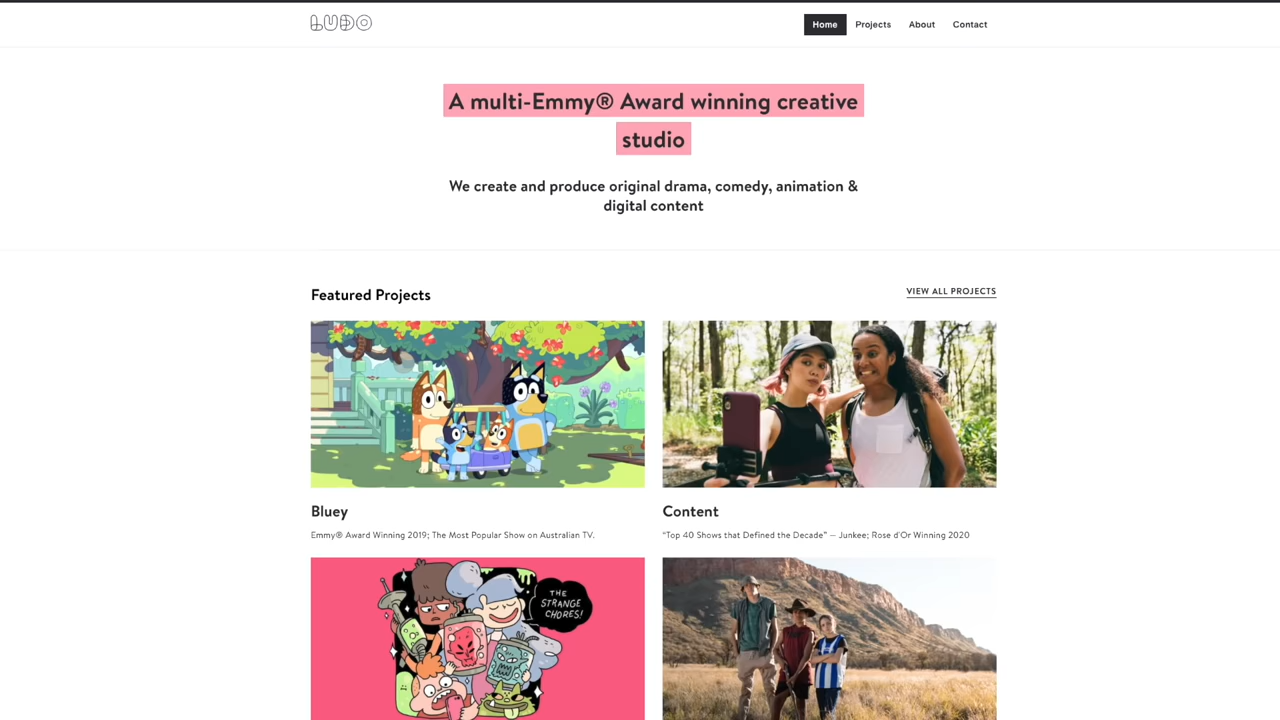 LUDO
Home Projects About Contact
A multi-Emmy® Award winning creative
studio
We create and produce original drama, comedy, animation &
digital content
Featured Projects
VIEW ALL PROJECTS
Bluey
Content
Emmy® Award Winning 2019; The Most Popular Show on Australian TV.
"Top 40 Shows that Defined the Decade" — Junkee; Rose d'Or Winning 2020
THE
STRANGE
CHORES!